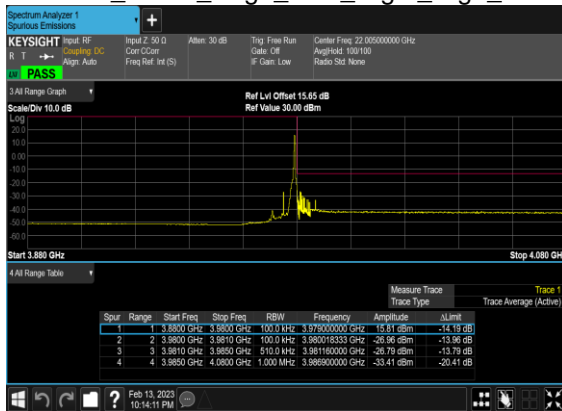 Spectrum Analyzer 1
Spurious Emissions
+
KEYSIGHT Input: RF Input Z: 50 Ω Atten: 30 dB Trig: Free Run Center Freq: 22.005000000 GHz
R T Coupling: DC Corr CCorr Gate: Off Avg|Hold: 100/100
Align: Auto Freq Ref: Int (S) IF Gain: Low Radio Std: None
PASS
3 All Range Graph
Ref Lvl Offset 15.65 dB
Scale/Div 10.0 dB Ref Value 30.00 dBm
Log
20.0
10.0
0.00
-10.0
-20.0
-30.0
-40.0
-50.0
-60.0
Start 3.880 GHz Stop 4.080 GH
4 All Range Table
Measure Trace Trace 1
Trace Type Trace Average (Active)
Spur Range Start Freq Stop Freq RBW Frequency Amplitude ΔLimit
1 1 3.8800 GHz 3.9800 GHz 100.0 kHz 3.979000000 GHz 15.81 dBm -14.19 dB
2 2 3.9800 GHz 3.9810 GHz 100.0 kHz 3.980018333 GHz -26.96 dBm -13.96 dB
3 3 3.9810 GHz 3.9850 GHz 510.0 kHz 3.981160000 GHz -26.79 dBm -13.79 dB
4 4 3.9850 GHz 4.0800 GHz 1.000 MHz 3.986900000 GHz -33.41 dBm -20.41 dB
? Feb 13, 2023
10:14:11 PM